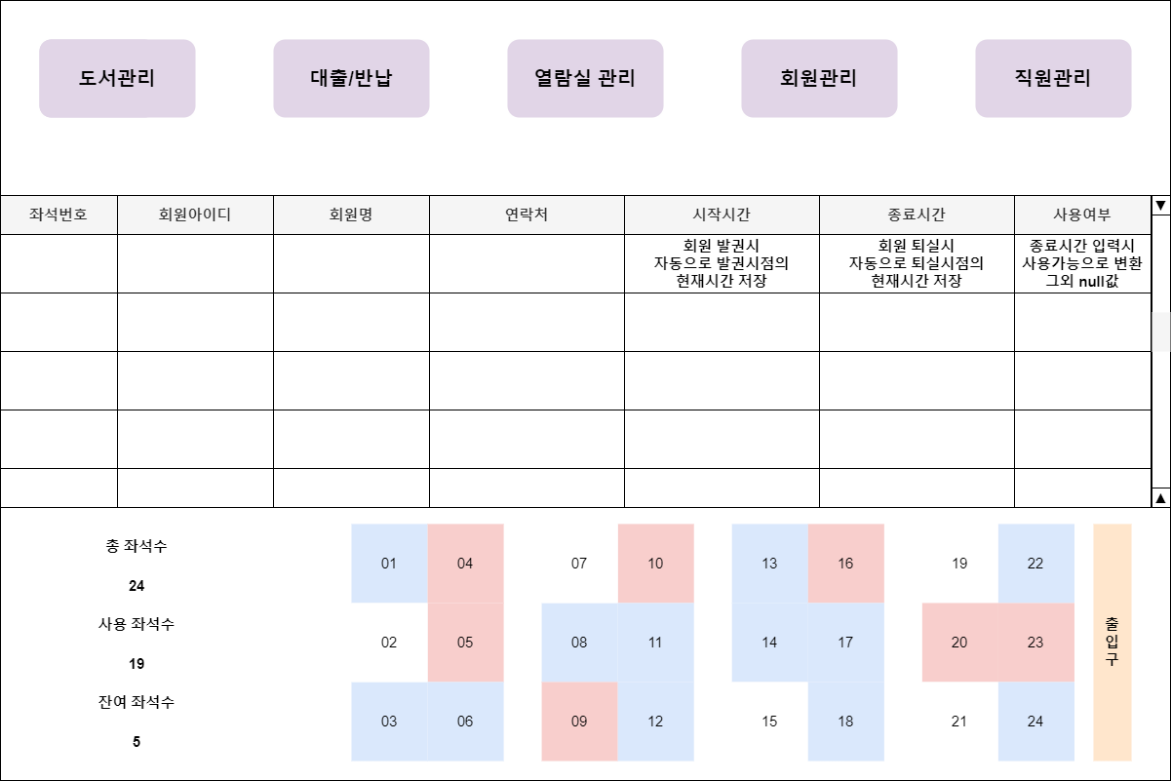 도서관리
대출/반납
열람실 관리
회원관리
직원관리
좌석번호
회원아이디
회원명
연락처
시작시간
종료시간
사용여부
▼
회원 발권시
자동으로 발권시점의
현재시간 저장
회원 퇴실시
자동으로 퇴실시점의
현재시간 저장
종료시간 입력시
사용가능으로 변환
그외 null값
▲
총 좌석수
24
사용 좌석수
19
잔여 좌석수
5
01 04 07 10 13 16 19 22
02 05 08 11 14 17 20 23
03 06 09 12 15 18 21 24
출
입
구